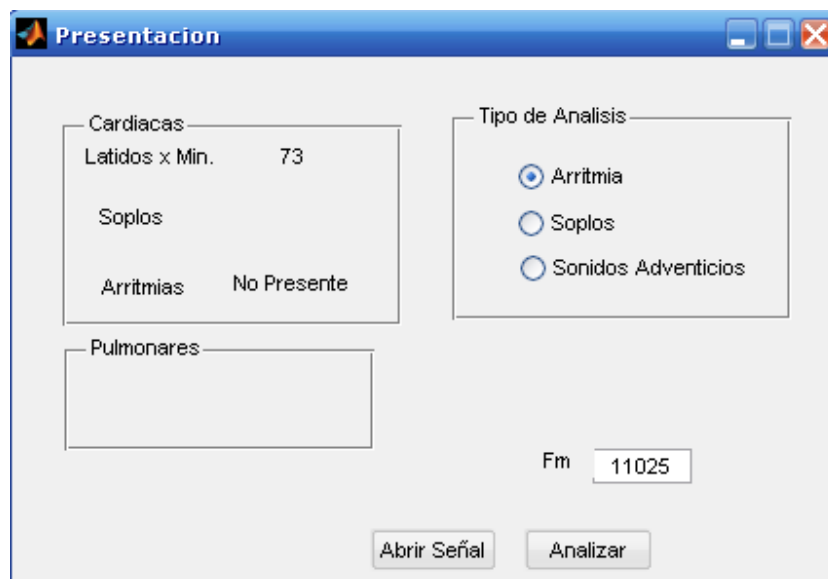 Presentacion
Cardiacas
Latidos x Min. 73
Soplos
Arritmias No Presente
Tipo de Analisis
Arritmia
Soplos
Sonidos Adventicios
Pulmonares
Fm 11025
Abrir Señal Analizar